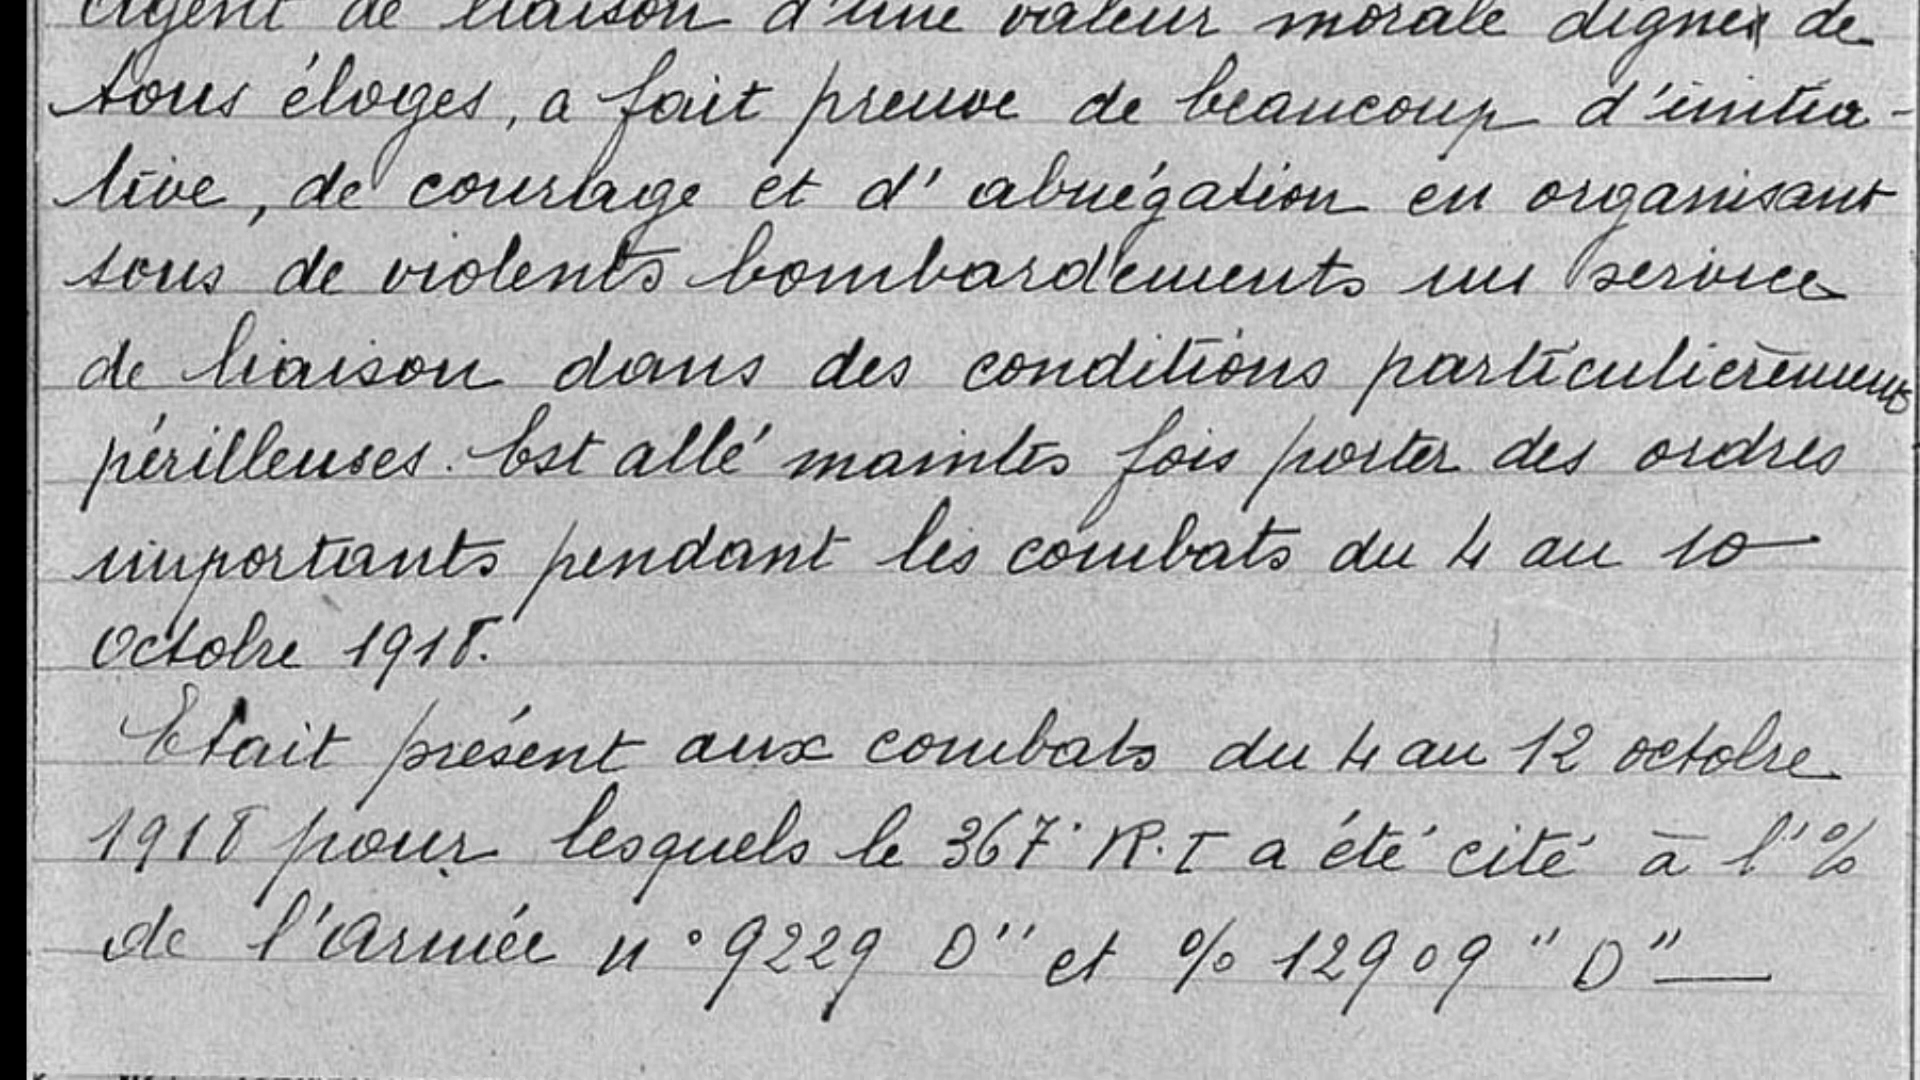 Agent de liaison d'une valeur morale digne de
tous éloges, a fait preuve de beaucoup d'initia-
tive, de courage et d'abnégation en organisant
sous de violents bombardements un service
de liaison dans des conditions particulièrement
périlleuses. Est allé maintes fois porter des ordres
importants pendant les combats du 4 au 10
Octobre 1918.
Etait présent aux combats du 4 au 12 octobre
1918 pour lesquels le 367e R.I a été cité à l'%
de l'Armée n° 9229 D" et % 12909 "D"—